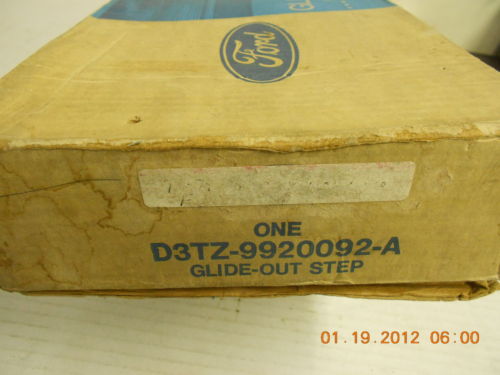 Ford
ONE
D3TZ-9920092-A
GLIDE-OUT STEP
01.19.2012 06:00